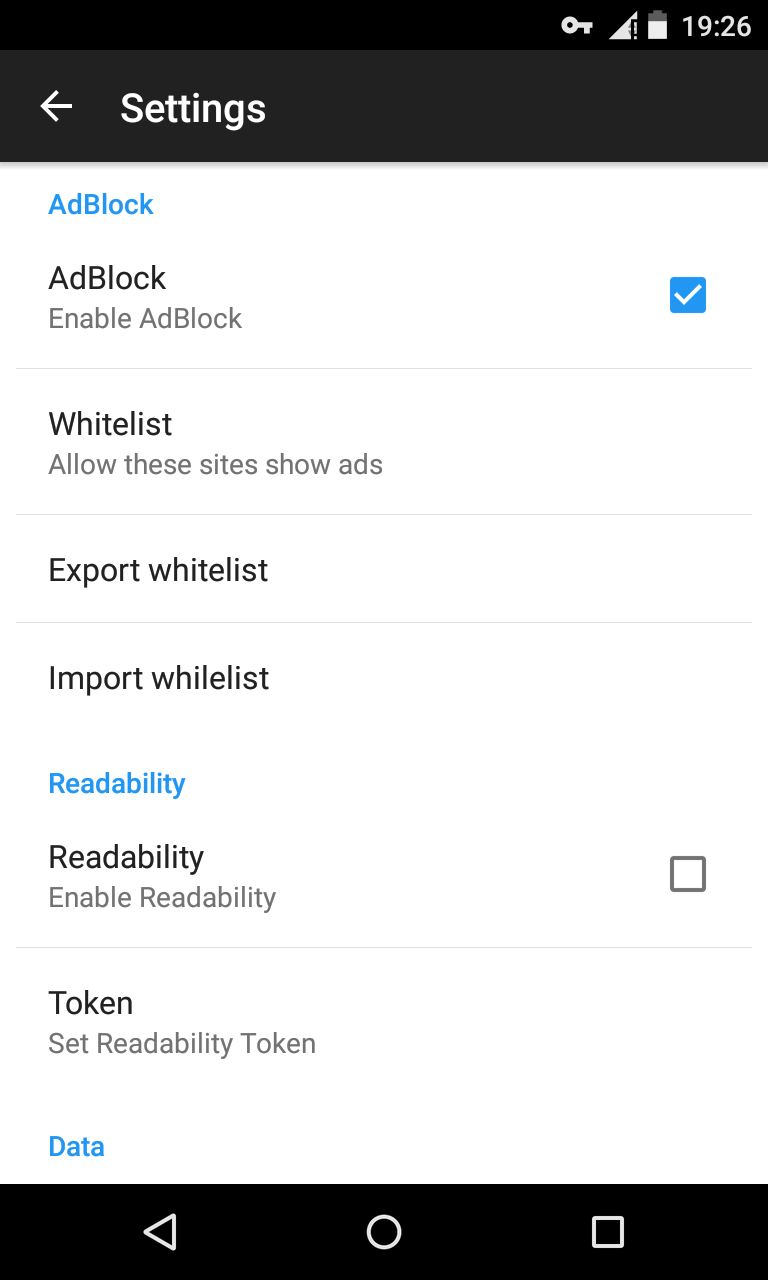 19:26
Settings
AdBlock
AdBlock
Enable AdBlock
Whitelist
Allow these sites show ads
Export whitelist
Import whilelist
Readability
Readability
Enable Readability
Token
Set Readability Token
Data